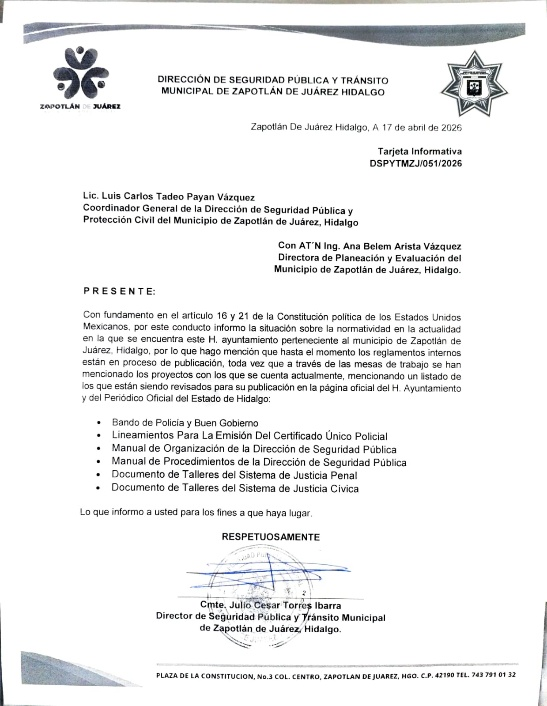 ZAPOTLÁN DE JUÁREZ
DIRECCIÓN DE SEGURIDAD PÚBLICA Y TRÁNSITO
MUNICIPAL DE ZAPOTLÁN DE JUÁREZ HIDALGO
Zapotlán De Juárez Hidalgo, A 17 de abril de 2026
Tarjeta Informativa
DSPYTMZJ/051/2026
Lic. Luis Carlos Tadeo Payan Vázquez
Coordinador General de la Dirección de Seguridad Pública y
Protección Civil del Municipio de Zapotlán de Juárez, Hidalgo
Con AT´N Ing. Ana Belem Arista Vázquez
Directora de Planeación y Evaluación del
Municipio de Zapotlán de Juárez, Hidalgo.
P R E S E N T E:
Con fundamento en el articulo 16 y 21 de la Constitución politica de los Estados Unidos
Mexicanos, por este conducto informo la situación sobre la normatividad en la actualidad
en la que se encuentra este H. ayuntamiento perteneciente al municipio de Zapotlán de
Juárez, Hidalgo, por lo que hago mención que hasta el momento los reglamentos internos
están en proceso de publicación, toda vez que a través de las mesas de trabajo se han
mencionado los proyectos con los que se cuenta actualmente, mencionando un listado de
los que están siendo revisados para su publicación en la página oficial del H. Ayuntamiento
y del Periódico Oficial del Estado de Hidalgo:
• Bando de Policía y Buen Gobierno
• Lineamientos Para La Emisión Del Certificado Único Policial
• Manual de Organización de la Dirección de Seguridad Pública
• Manual de Procedimientos de la Dirección de Seguridad Pública
• Documento de Talleres del Sistema de Justicia Penal
• Documento de Talleres del Sistema de Justicia Cívica
Lo que informo a usted para los fines a que haya lugar.
RESPETUOSAMENTE
Cmte. Julio Cesar Torres Ibarra
Director de Seguridad Pública y Tránsito Municipal
de Zapotlán de Juárez, Hidalgo.
PLAZA DE LA CONSTITUCION, No.3 COL. CENTRO, ZAPOTLAN DE JUAREZ, HGO. C.P. 42190 TEL. 743 791 01 32